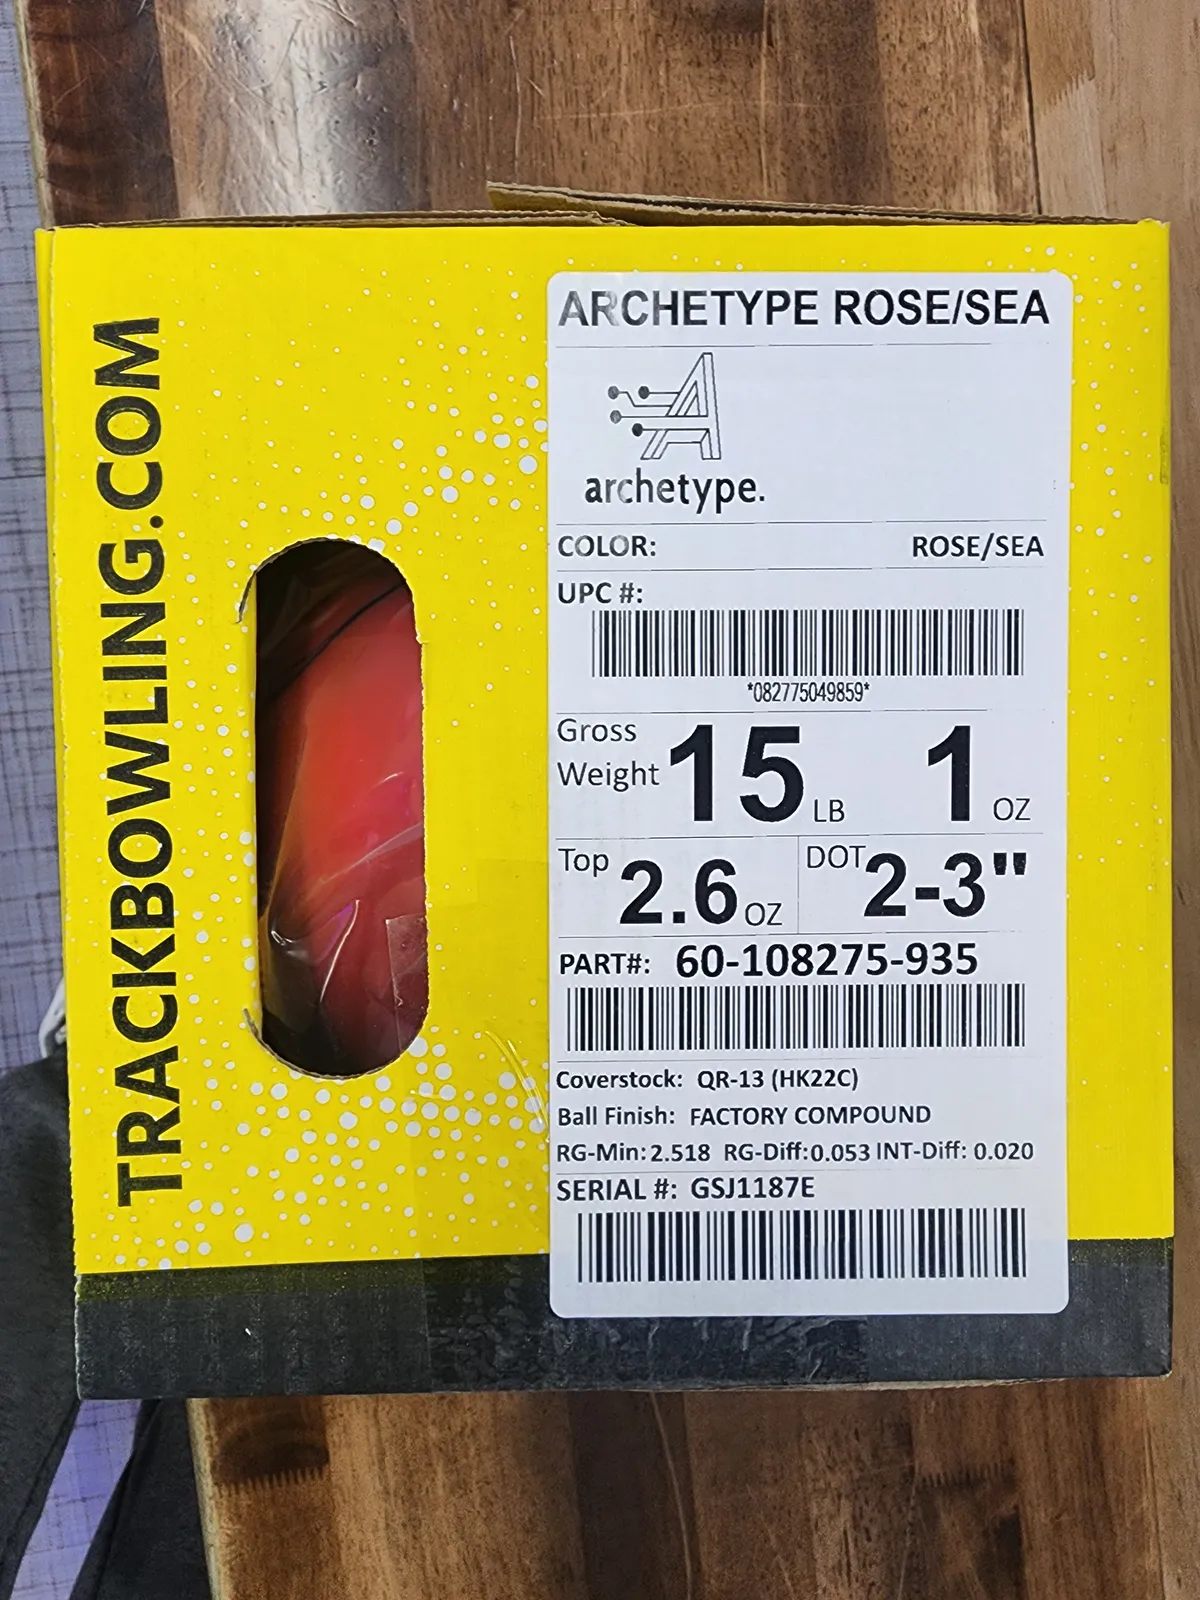 TRACKBOWLING.COM
ARCHETYPE ROSE/SEA
archetype.
COLOR: ROSE/SEA
UPC #:
*082775049859*
Gross Weight 15 LB 1 OZ
Top 2.6 OZ DOT 2-3"
PART#: 60-108275-935
Coverstock: QR-13 (HK22C)
Ball Finish: FACTORY COMPOUND
RG-Min: 2.518 RG-Diff: 0.053 INT-Diff: 0.020
SERIAL #: GSJ1187E